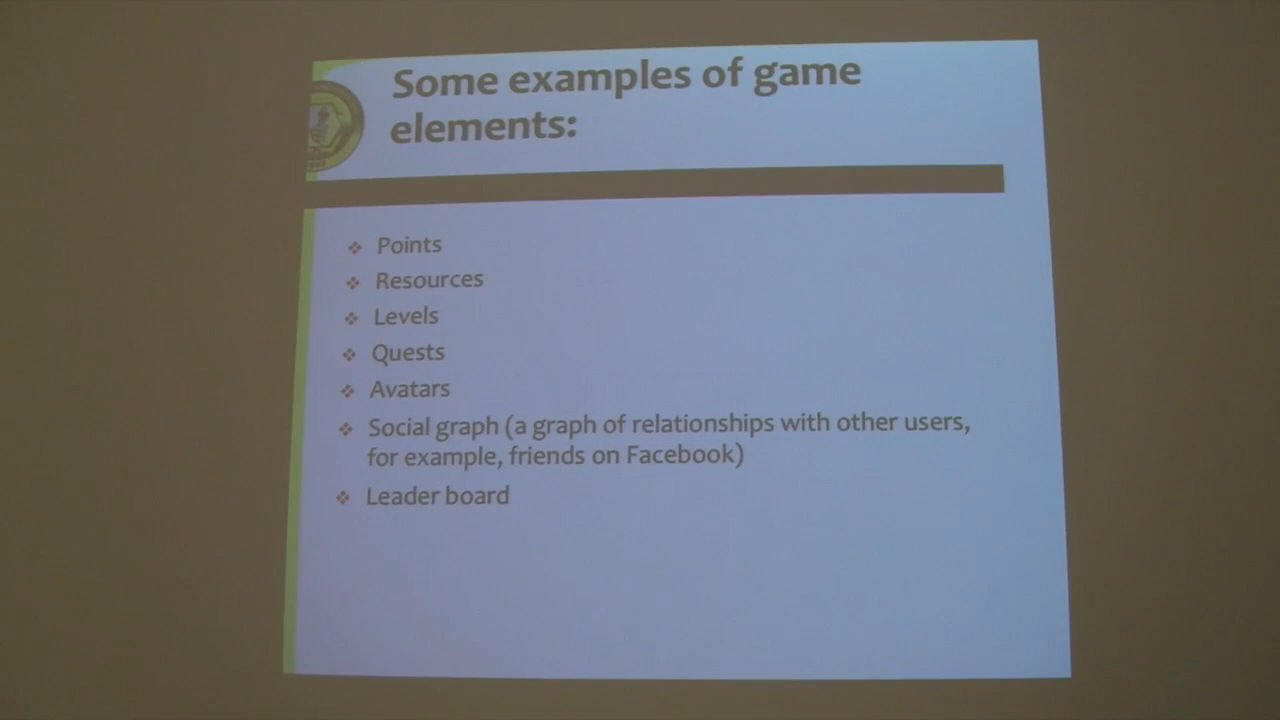 Some examples of game
elements:
❖ Points
❖ Resources
❖ Levels
❖ Quests
❖ Avatars
❖ Social graph (a graph of relationships with other users,
for example, friends on Facebook)
❖ Leader board